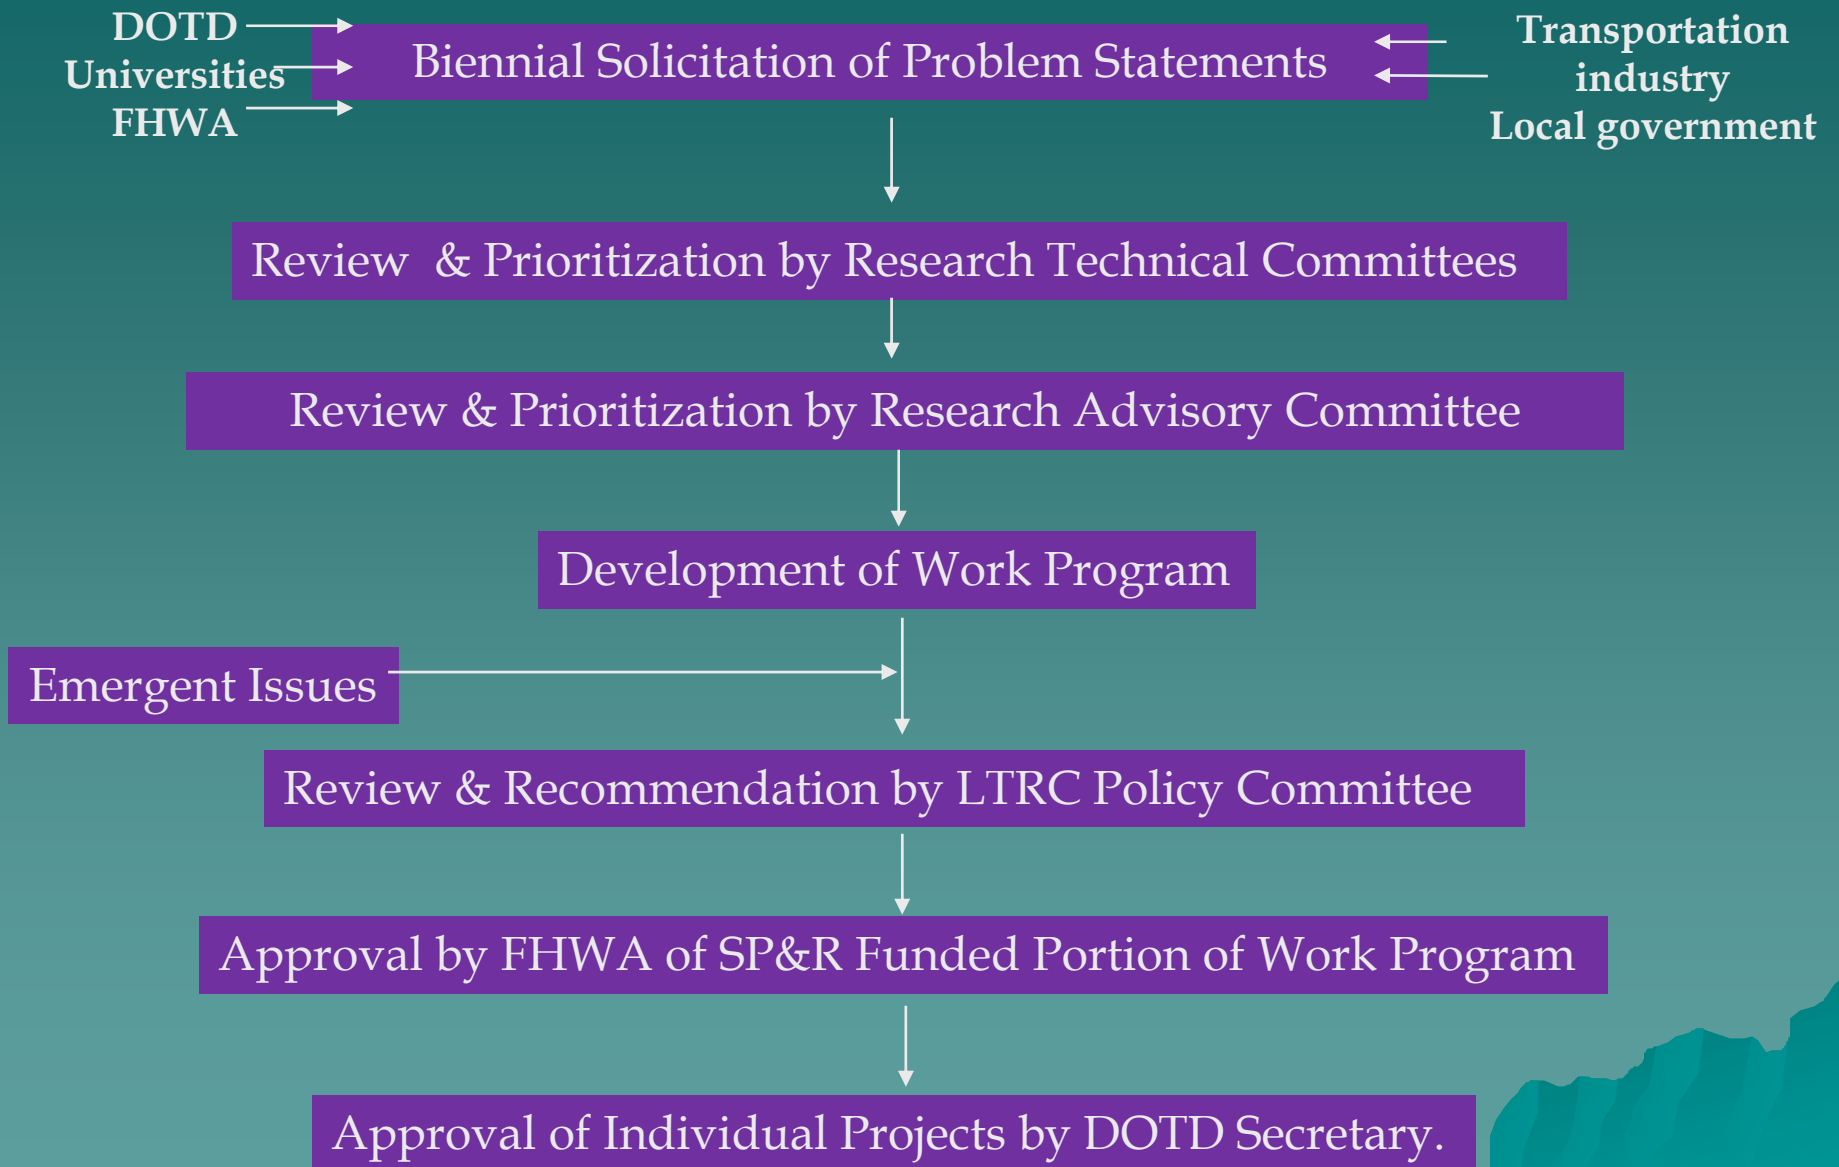 DOTD
Universities
FHWA
Biennial Solicitation of Problem Statements
Transportation
industry
Local government
Review & Prioritization by Research Technical Committees
Review & Prioritization by Research Advisory Committee
Development of Work Program
Emergent Issues
Review & Recommendation by LTRC Policy Committee
Approval by FHWA of SP&R Funded Portion of Work Program
Approval of Individual Projects by DOTD Secretary.